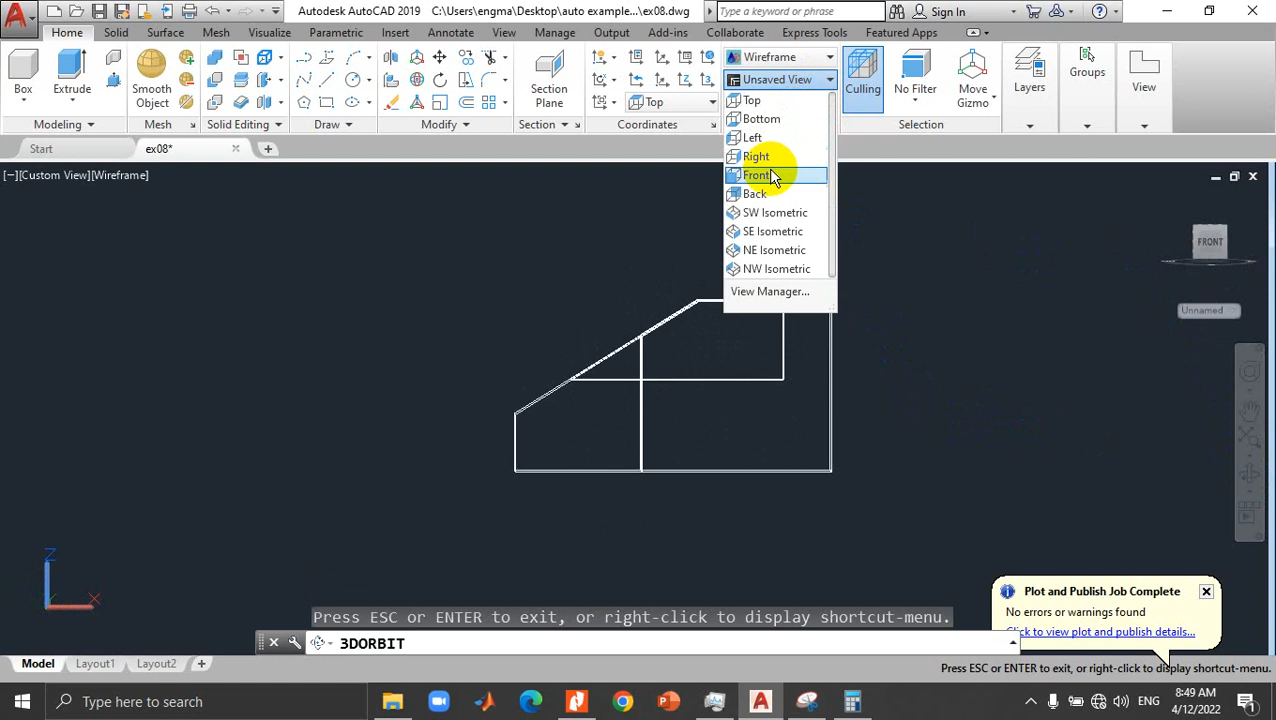 Autodesk AutoCAD 2019 C:\Users\engma\Desktop\auto example...\ex08.dwg
Type a keyword or phrase
Sign In
Home Solid Surface Mesh Visualize Parametric Insert Annotate View Manage Output Add-ins Collaborate Express Tools Featured Apps
Box
Extrude
Smooth
Object
Section
Plane
Top
Wireframe
Unsaved View
Culling
No Filter
Move
Gizmo
Layers
Groups
View
Modeling
Mesh
Solid Editing
Draw
Modify
Section
Coordinates
Selection
Top
Bottom
Left
Right
Front
Back
SW Isometric
SE Isometric
NE Isometric
NW Isometric
View Manager...
Start
ex08*
[−][Custom View][Wireframe]
FRONT
Unnamed
Z
X
Plot and Publish Job Complete
No errors or warnings found
Click to view plot and publish details...
Press ESC or ENTER to exit, or right-click to display shortcut-menu.
3DORBIT
Model
Layout1
Layout2
Press ESC or ENTER to exit, or right-click to display shortcut-menu.
Type here to search
ENG
8:49 AM
4/12/2022